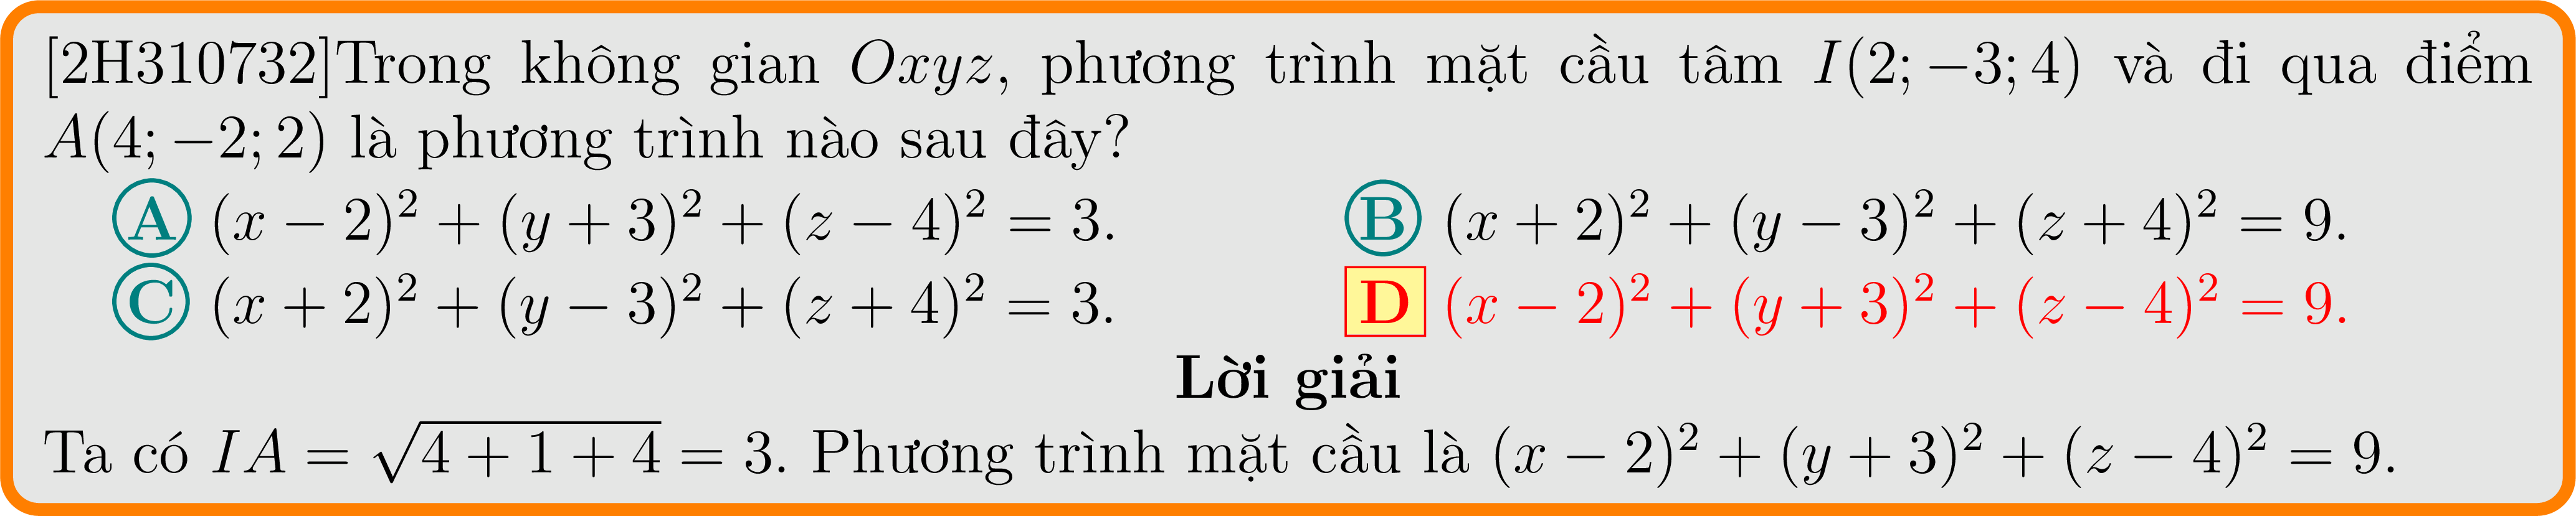 [2H310732]Trong không gian Oxyz, phương trình mặt cầu tâm I(2; −3; 4) và đi qua điểm
A(4; −2; 2) là phương trình nào sau đây?
A (x − 2)² + (y + 3)² + (z − 4)² = 3. B (x + 2)² + (y − 3)² + (z + 4)² = 9.
C (x + 2)² + (y − 3)² + (z + 4)² = 3. D (x − 2)² + (y + 3)² + (z − 4)² = 9.
Lời giải
Ta có IA = √(4 + 1 + 4) = 3. Phương trình mặt cầu là (x − 2)² + (y + 3)² + (z − 4)² = 9.